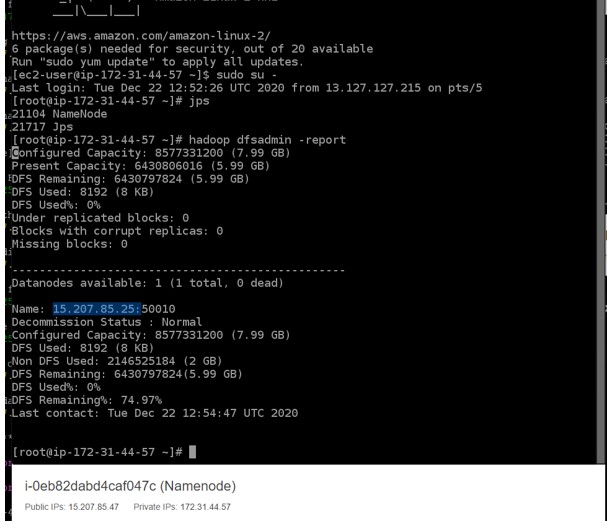 ___|\___|___|
https://aws.amazon.com/amazon-linux-2/
6 package(s) needed for security, out of 20 available
Run "sudo yum update" to apply all updates.
[ec2-user@ip-172-31-44-57 ~]$ sudo su -
Last login: Tue Dec 22 12:52:26 UTC 2020 from 13.127.127.215 on pts/5
[root@ip-172-31-44-57 ~]# jps
21104 NameNode
21717 Jps
[root@ip-172-31-44-57 ~]# hadoop dfsadmin -report
Configured Capacity: 8577331200 (7.99 GB)
Present Capacity: 6430806016 (5.99 GB)
DFS Remaining: 6430797824 (5.99 GB)
DFS Used: 8192 (8 KB)
DFS Used%: 0%
Under replicated blocks: 0
Blocks with corrupt replicas: 0
Missing blocks: 0
-------------------------------------------------
Datanodes available: 1 (1 total, 0 dead)
Name: 15.207.85.25:50010
Decommission Status : Normal
Configured Capacity: 8577331200 (7.99 GB)
DFS Used: 8192 (8 KB)
Non DFS Used: 2146525184 (2 GB)
DFS Remaining: 6430797824(5.99 GB)
DFS Used%: 0%
DFS Remaining%: 74.97%
Last contact: Tue Dec 22 12:54:47 UTC 2020
[root@ip-172-31-44-57 ~]#
i-0eb82dabd4caf047c (Namenode)
Public IPs: 15.207.85.47 Private IPs: 172.31.44.57